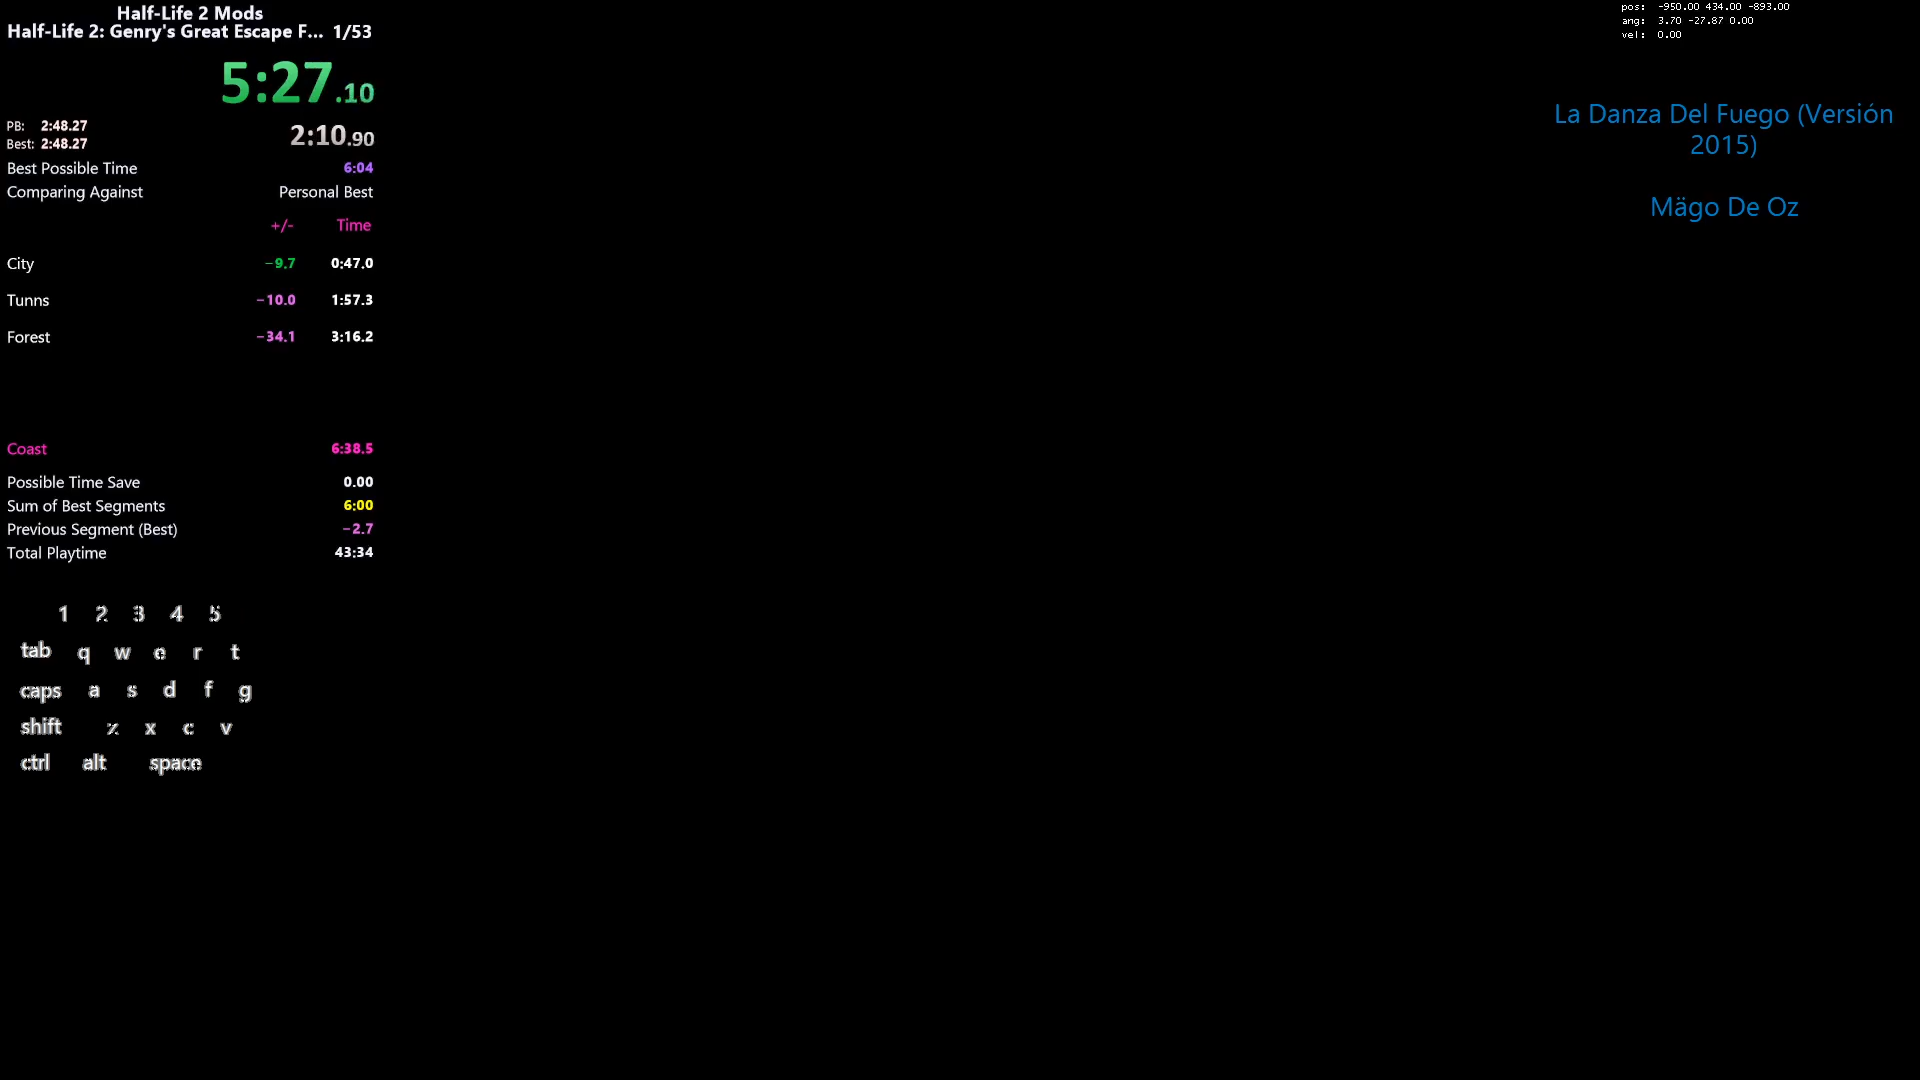 Half-Life 2 Mods
Half-Life 2: Genry's Great Escape F... 1/53
5:27.10
PB: 2:48.27
Best: 2:48.27
2:10.90
Best Possible Time 6:04
Comparing Against Personal Best
+/- Time
City −9.7 0:47.0
Tunns −10.0 1:57.3
Forest −34.1 3:16.2
Coast 6:38.5
Possible Time Save 0.00
Sum of Best Segments 6:00
Previous Segment (Best) −2.7
Total Playtime 43:34
1 2 3 4 5
tab q w e r t
caps a s d f g
shift z x c v
ctrl alt space
pos: -950.00 434.00 -893.00
ang: 3.70 -27.87 0.00
vel: 0.00
La Danza Del Fuego (Versión
2015)
Mägo De Oz